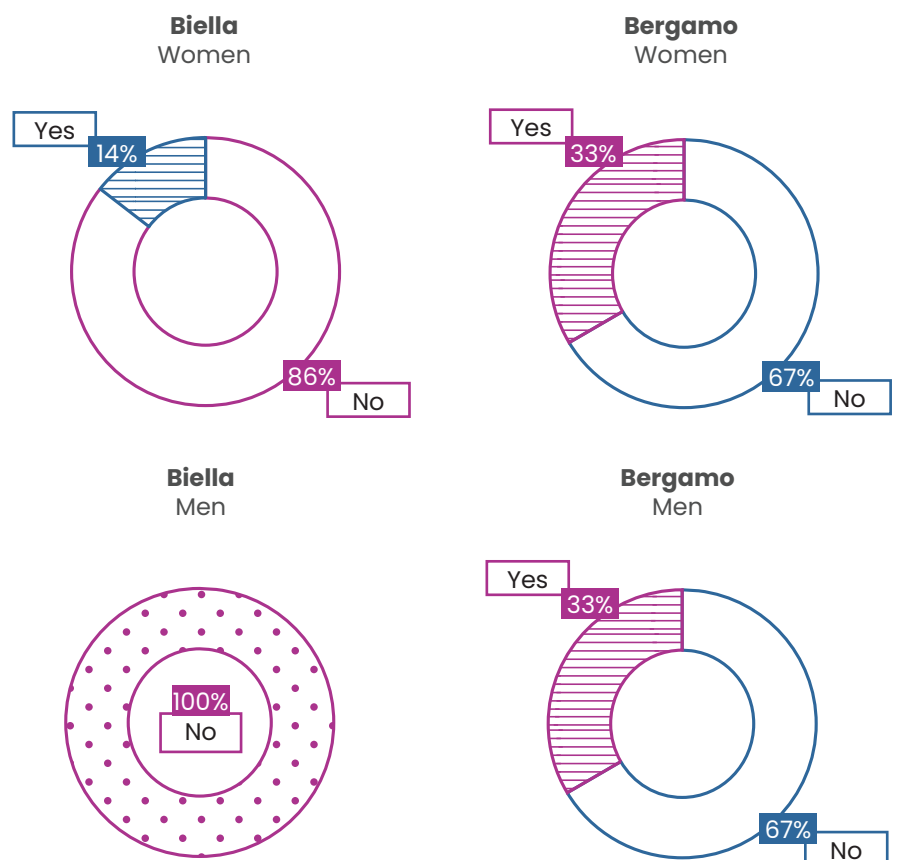 Biella
Women
Yes
14%
86%
No
Bergamo
Women
Yes
33%
67%
No
Biella
Men
100%
No
Bergamo
Men
Yes
33%
67%
No